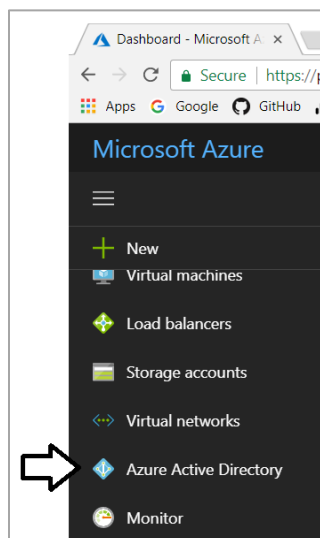 Dashboard - Microsoft A
Secure | https://p
Apps Google GitHub
Microsoft Azure
New
Virtual machines
Load balancers
Storage accounts
Virtual networks
Azure Active Directory
Monitor